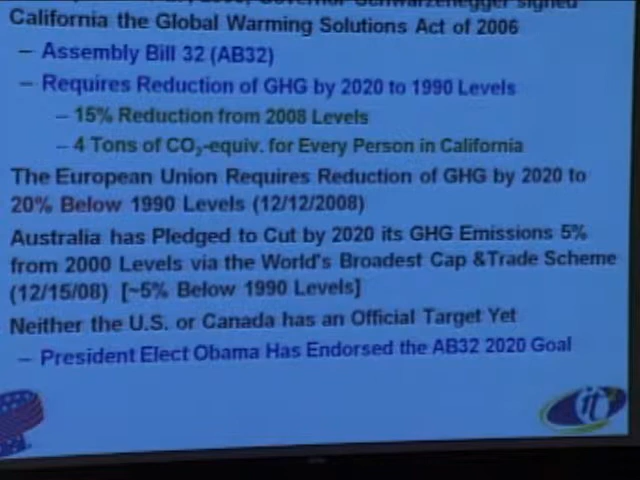 Governor Schwarzenegger signed
California the Global Warming Solutions Act of 2006
– Assembly Bill 32 (AB32)
– Requires Reduction of GHG by 2020 to 1990 Levels
– 15% Reduction from 2008 Levels
– 4 Tons of CO₂-equiv. for Every Person in California
The European Union Requires Reduction of GHG by 2020 to
20% Below 1990 Levels (12/12/2008)
Australia has Pledged to Cut by 2020 its GHG Emissions 5%
from 2000 Levels via the World's Broadest Cap &Trade Scheme
(12/15/08) [~5% Below 1990 Levels]
Neither the U.S. or Canada has an Official Target Yet
– President Elect Obama Has Endorsed the AB32 2020 Goal
it